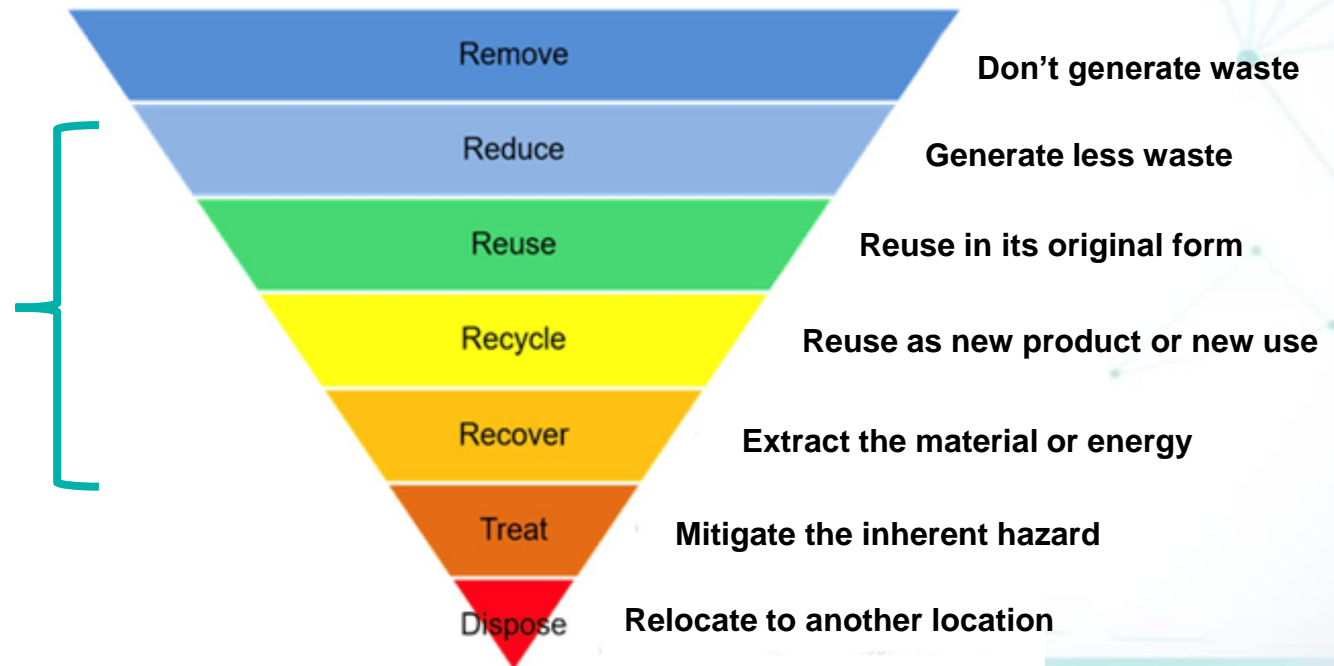 Remove
Don’t generate waste
Reduce
Generate less waste
Reuse
Reuse in its original form
Recycle
Reuse as new product or new use
Recover
Extract the material or energy
Treat
Mitigate the inherent hazard
Dispose
Relocate to another location